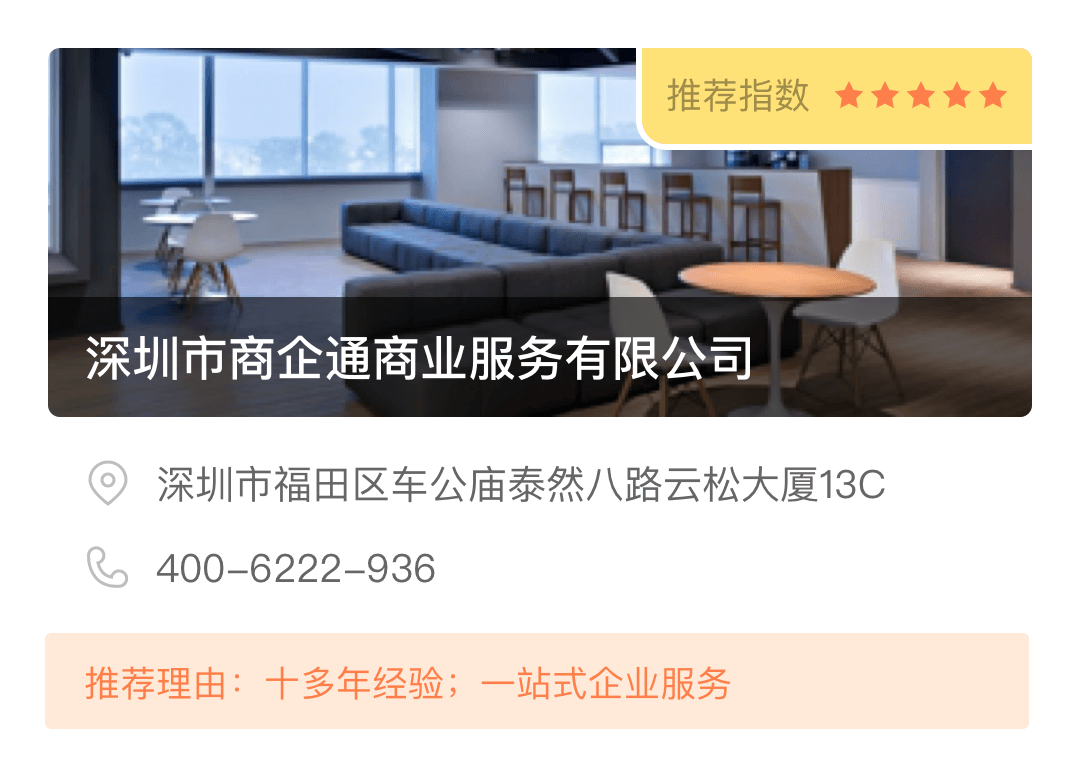 推荐指数
深圳市商企通商业服务有限公司
深圳市福田区车公庙泰然八路云松大厦13C
400-6222-936
推荐理由：十多年经验；一站式企业服务